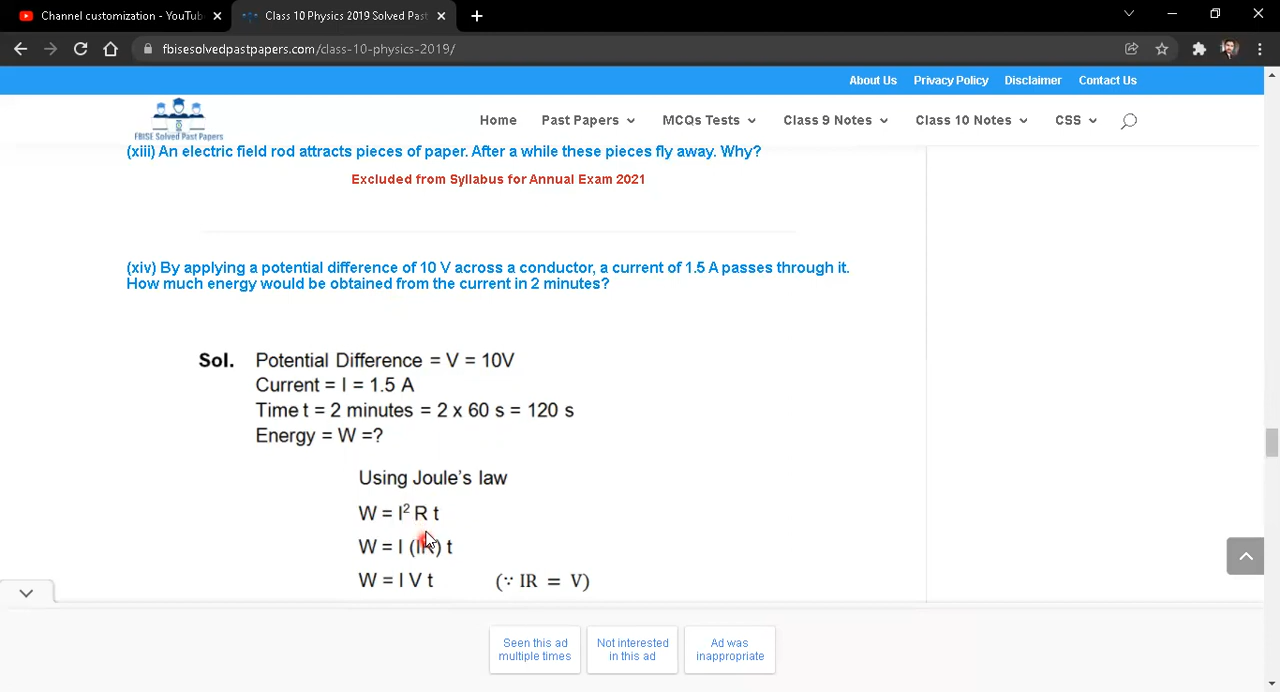 Channel customization - YouTub
Class 10 Physics 2019 Solved Past
fbisesolvedpastpapers.com/class-10-physics-2019/
About Us Privacy Policy Disclaimer Contact Us
FBISE Solved Past Papers
Home Past Papers MCQs Tests Class 9 Notes Class 10 Notes CSS
(xiii) An electric field rod attracts pieces of paper. After a while these pieces fly away. Why?
Excluded from Syllabus for Annual Exam 2021
(xiv) By applying a potential difference of 10 V across a conductor, a current of 1.5 A passes through it.
How much energy would be obtained from the current in 2 minutes?
Sol. Potential Difference = V = 10V
Current = I = 1.5 A
Time t = 2 minutes = 2 x 60 s = 120 s
Energy = W =?
Using Joule's law
W = I² R t
W = I (IR) t
W = I V t (∵ IR = V)
Seen this ad
multiple times
Not interested
in this ad
Ad was
inappropriate